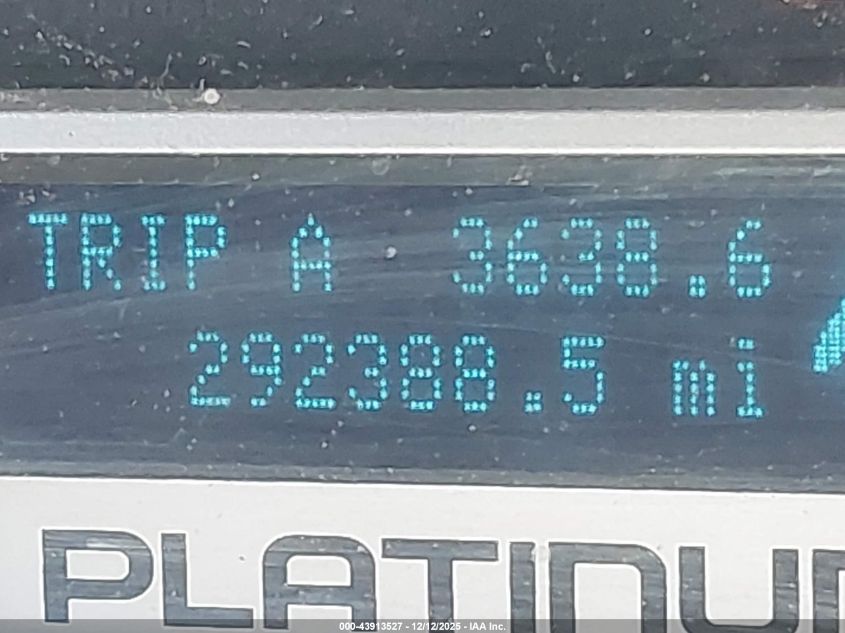 TRIP A 3638.6
292388.5 mi
PLATINUM
000-43913527 - 12/12/2025 - IAA Inc.